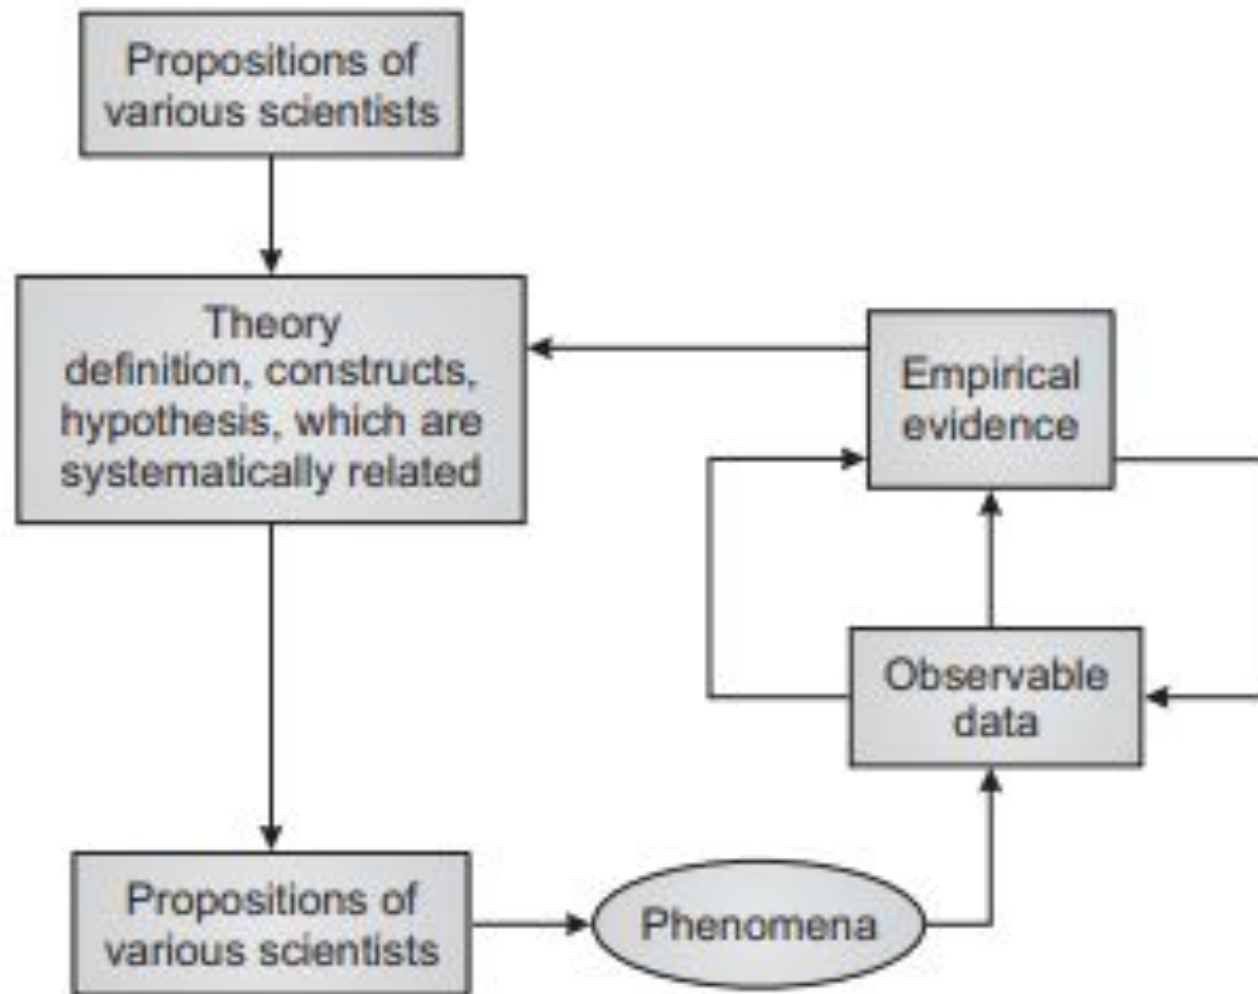 Propositions of
various scientists
Theory
definition, constructs,
hypothesis, which are
systematically related
Empirical
evidence
Observable
data
Propositions of
various scientists
Phenomena